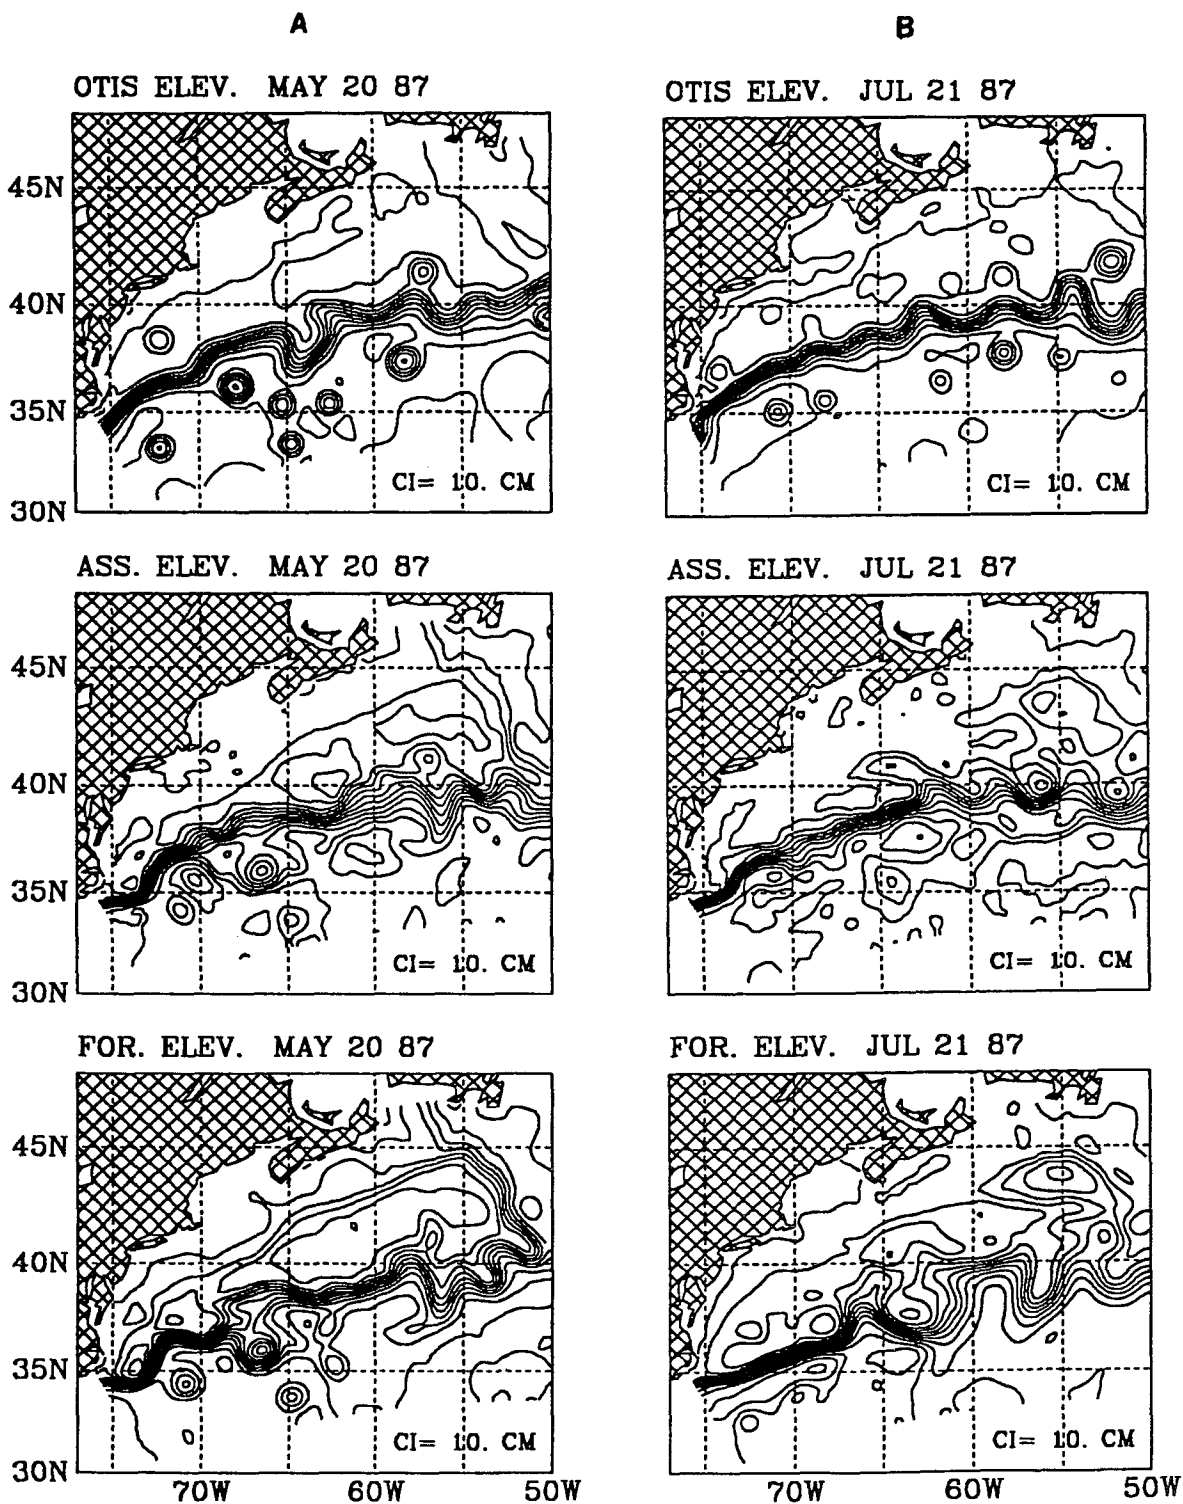 A
B
OTIS ELEV. MAY 20 87
OTIS ELEV. JUL 21 87
45N
40N
35N
30N
CI= 10. CM
CI= 10. CM
ASS. ELEV. MAY 20 87
ASS. ELEV. JUL 21 87
45N
40N
35N
30N
CI= 10. CM
CI= 10. CM
FOR. ELEV. MAY 20 87
FOR. ELEV. JUL 21 87
45N
40N
35N
30N
CI= 10. CM
CI= 10. CM
70W 60W 50W
70W 60W 50W